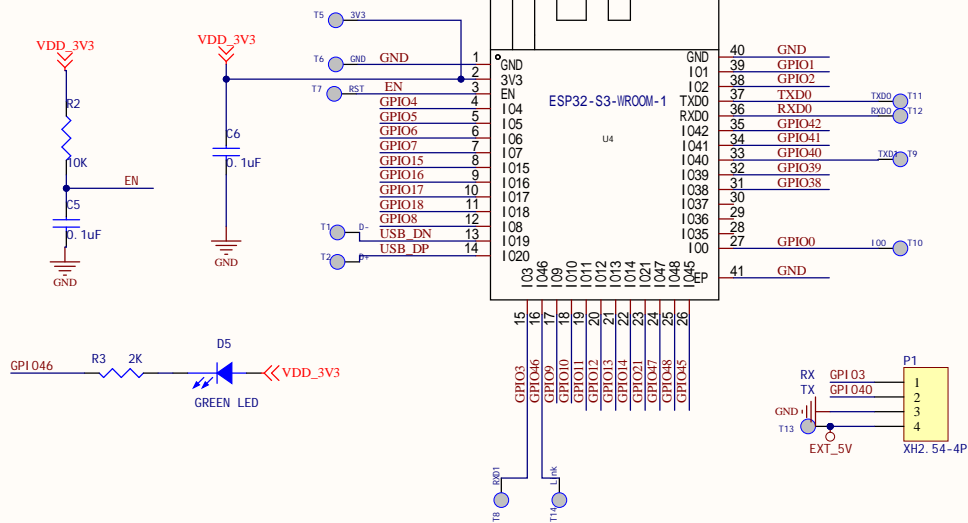 T5 3V3
VDD_3V3
VDD_3V3
T6 GND GND 1 GND
2 3V3
T7 RST EN 3 EN
GPIO4 4 IO4
GPIO5 5 IO5
GPIO6 6 IO6
GPIO7 7 IO7
GPIO15 8 IO15
GPIO16 9 IO16
GPIO17 10 IO17
GPIO18 11 IO18
GPIO8 12 IO8
T1 D- USB_DN 13 IO19
T2 D+ USB_DP 14 IO20
ESP32-S3-WROOM-1
U4
GND 40 GND
IO1 39 GPIO1
IO2 38 GPIO2
TXD0 37 TXD0 TXD0 T11
RXD0 36 RXD0 RXD0 T12
IO42 35 GPIO42
IO41 34 GPIO41
IO40 33 GPIO40 TXD1 T9
IO39 32 GPIO39
IO38 31 GPIO38
IO37 30
IO36 29
IO35 28
IO0 27 GPIO0 IO0 T10
EP 41 GND
R2
10K
EN
C5
0.1uF
GND
C6
0.1uF
GND
IO3 15 GPIO3
IO46 16 GPIO46
IO9 17 GPIO9
IO10 18 GPIO10
IO11 19 GPIO11
IO12 20 GPIO12
IO13 21 GPIO13
IO14 22 GPIO14
IO21 23 GPIO21
IO47 24 GPIO47
IO48 25 GPIO48
IO45 26 GPIO45
RXD1 T8
Link T14
GPIO46 R3 2K D5 VDD_3V3
GREEN LED
P1
RX GPIO3 1
TX GPIO40 2
GND 3
T13 4
EXT_5V
XH2.54-4P